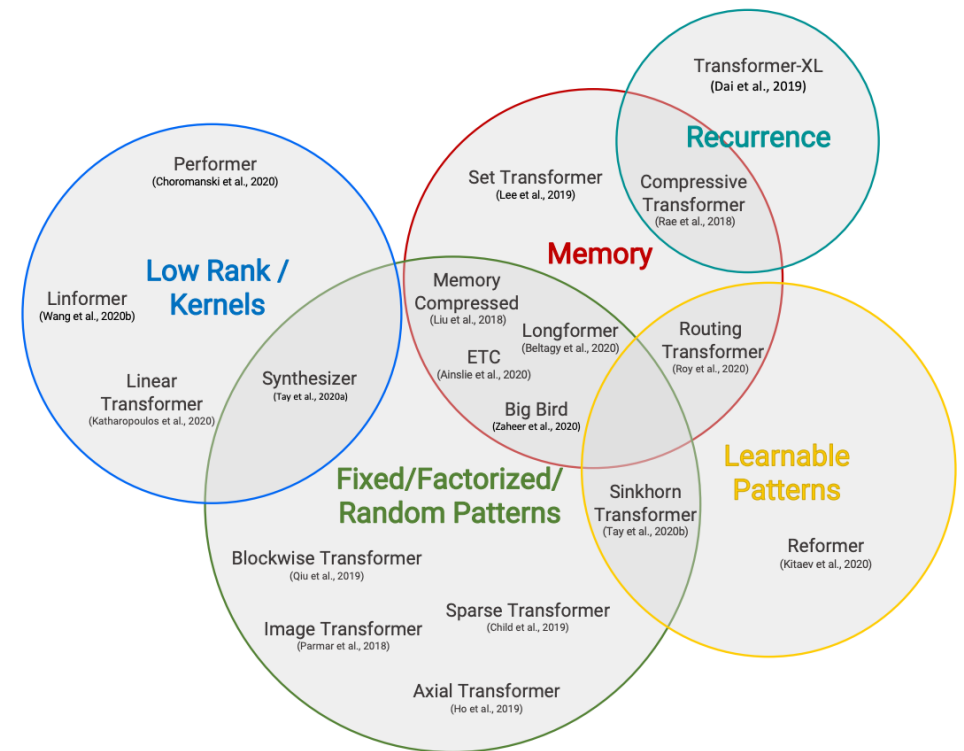 Transformer-XL
(Dai et al., 2019)
Recurrence
Compressive
Transformer
(Rae et al., 2018)
Set Transformer
(Lee et al., 2019)
Memory
Performer
(Choromanski et al., 2020)
Low Rank /
Kernels
Linformer
(Wang et al., 2020b)
Linear
Transformer
(Katharopoulos et al., 2020)
Synthesizer
(Tay et al., 2020a)
Memory
Compressed
(Liu et al., 2018)
Longformer
(Beltagy et al., 2020)
ETC
(Ainslie et al., 2020)
Big Bird
(Zaheer et al., 2020)
Routing
Transformer
(Roy et al., 2020)
Learnable
Patterns
Fixed/Factorized/
Random Patterns
Sinkhorn
Transformer
(Tay et al., 2020b)
Reformer
(Kitaev et al., 2020)
Blockwise Transformer
(Qiu et al., 2019)
Sparse Transformer
(Child et al., 2019)
Image Transformer
(Parmar et al., 2018)
Axial Transformer
(Ho et al., 2019)